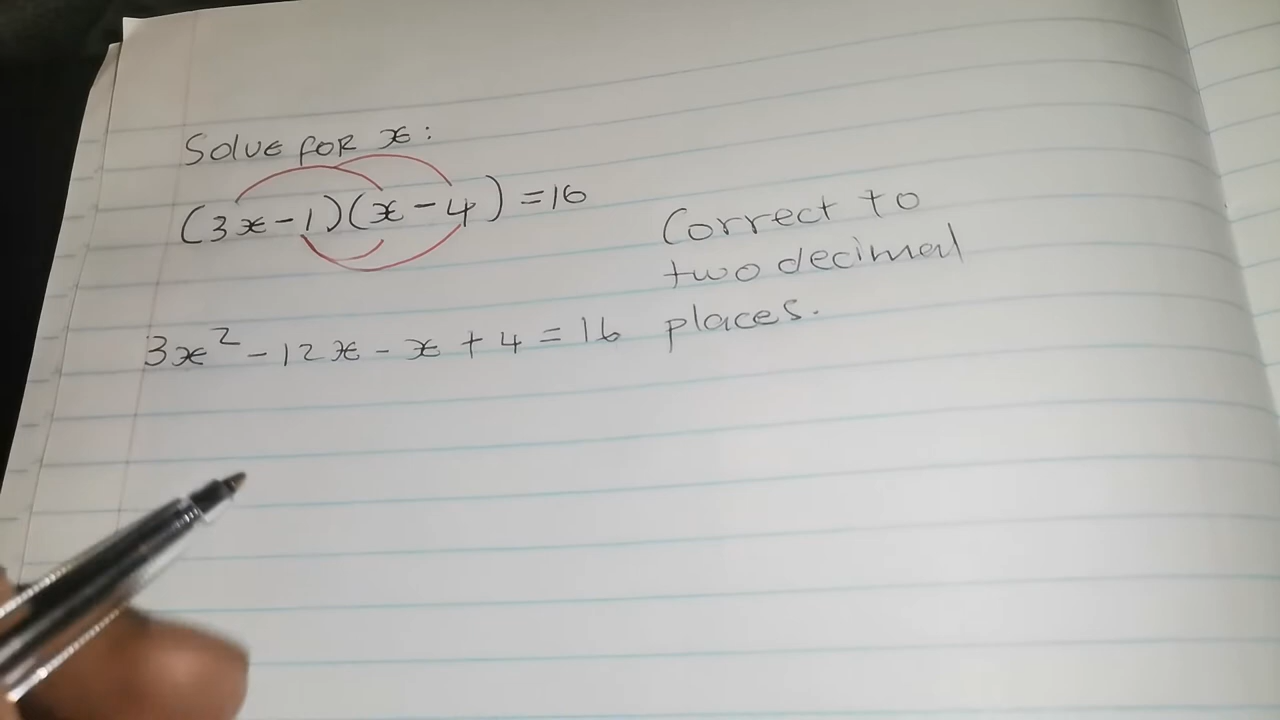 Solve for x:
(3x-1)(x-4) =16
Correct to
two decimal
places.
3x² - 12x - x + 4 = 16